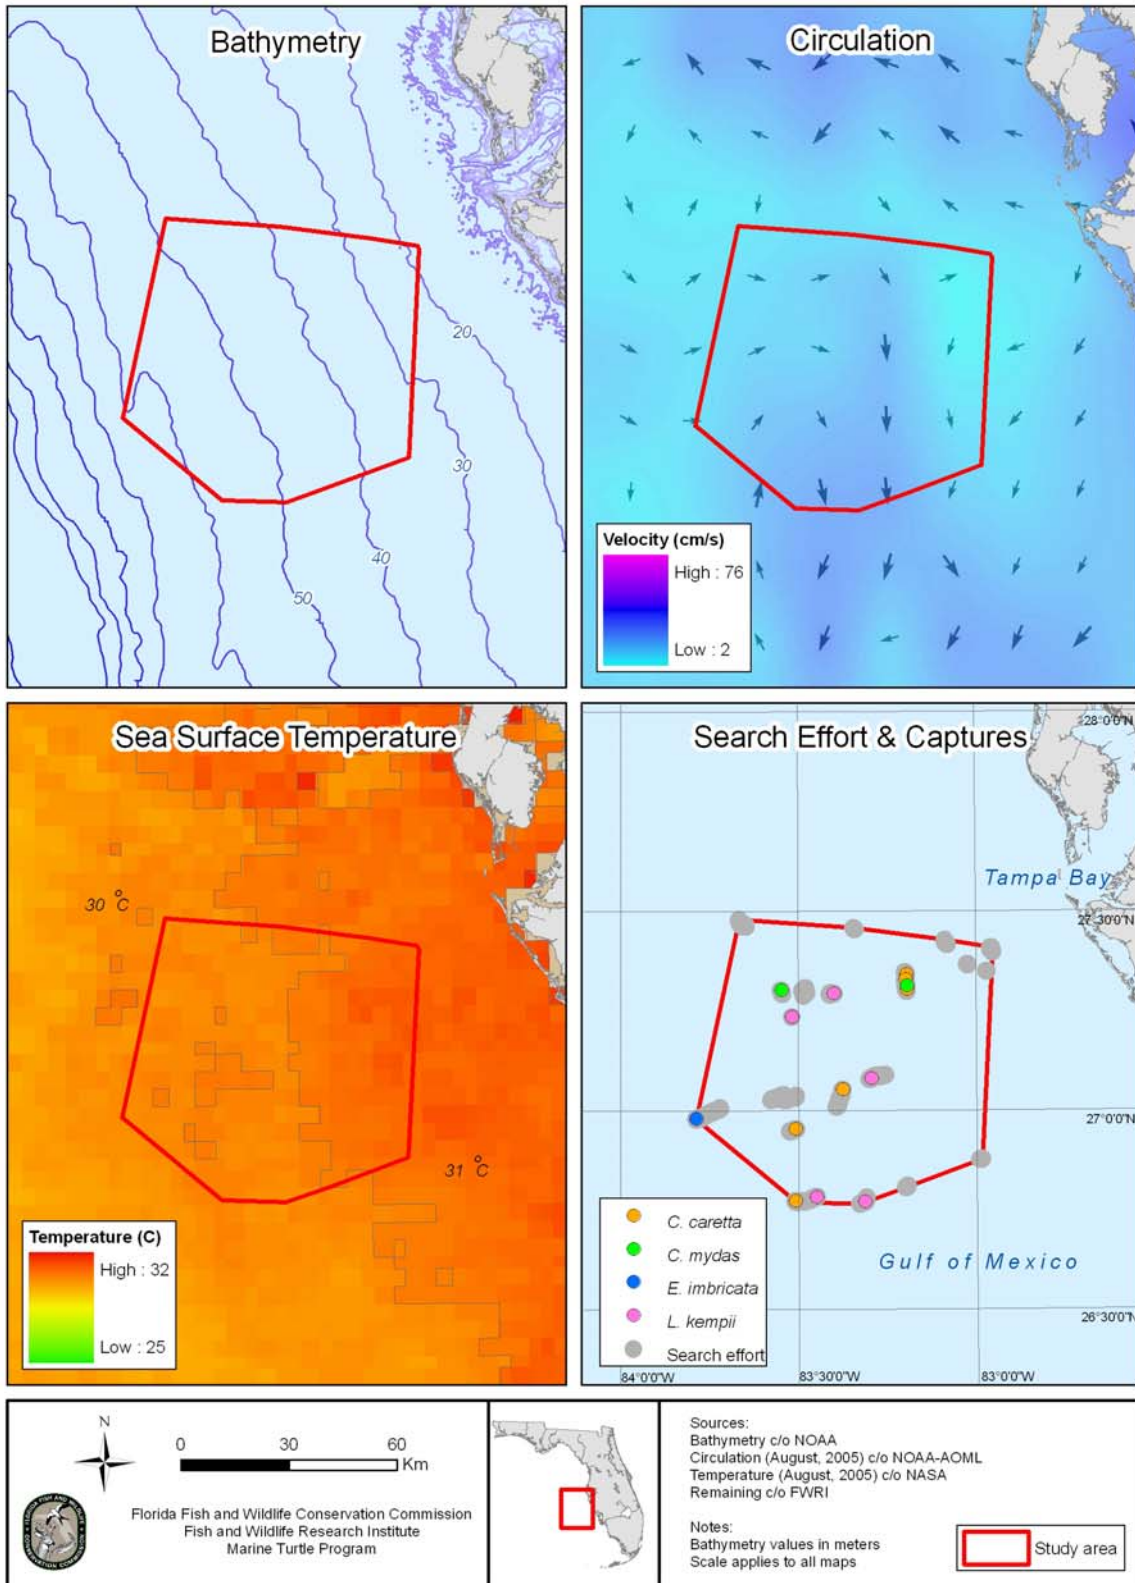 Bathymetry
20
30
40
50
Circulation
Velocity (cm/s)
High : 76
Low : 2
Sea Surface Temperature
30 °C
31 °C
Temperature (C)
High : 32
Low : 25
Search Effort & Captures
28°0'0"N
Tampa Bay
27°30'0"N
27°0'0"N
Gulf of Mexico
26°30'0"N
C. caretta
C. mydas
E. imbricata
L. kempii
Search effort
84°0'0"W
83°30'0"W
83°0'0"W
N
0 30 60
Km
Florida Fish and Wildlife Conservation Commission
Fish and Wildlife Research Institute
Marine Turtle Program
Sources:
Bathymetry c/o NOAA
Circulation (August, 2005) c/o NOAA-AOML
Temperature (August, 2005) c/o NASA
Remaining c/o FWRI
Notes:
Bathymetry values in meters
Scale applies to all maps
Study area